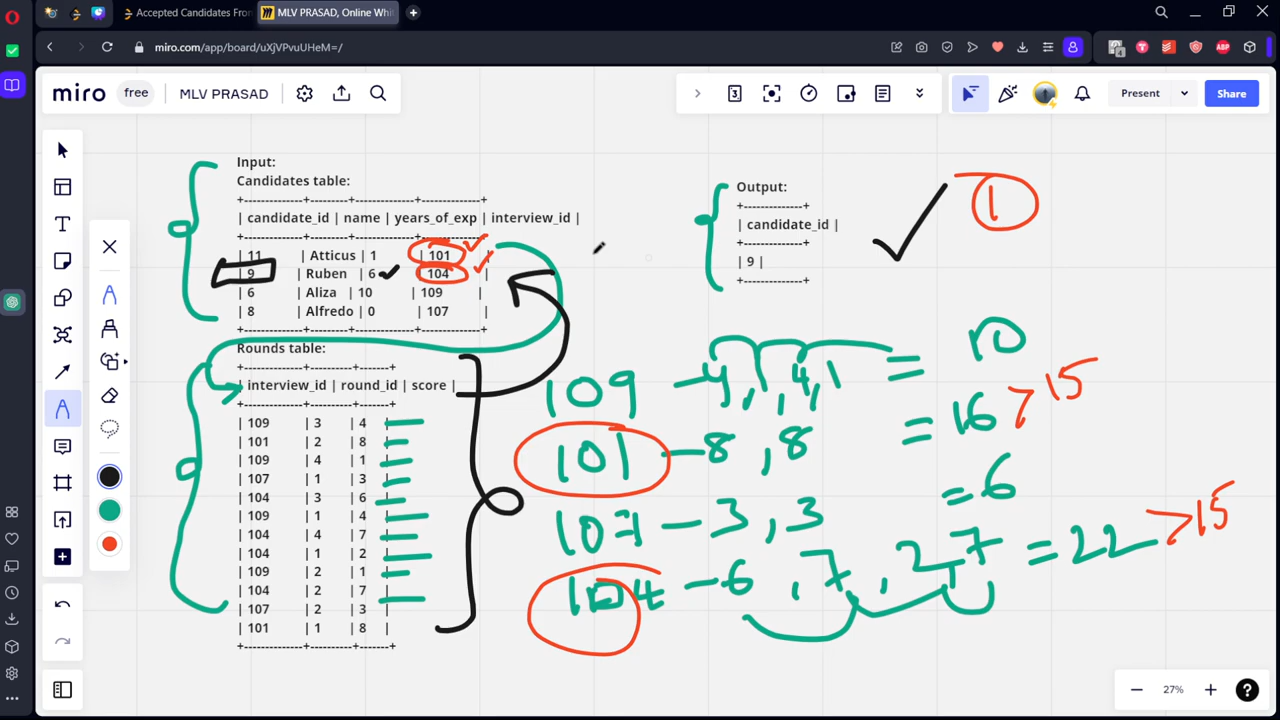 Accepted Candidates From
MLV PRASAD, Online Whi
miro.com/app/board/uXjVPvuUHeM=/
ABP
miro
free
MLV PRASAD
3
Present
Share
Input:
Candidates table:
+-------------+--------+--------------+-------------+
| candidate_id | name | years_of_exp | interview_id |
+-------------+--------+--------------+-------------+
| 11 | Atticus | 1 | 101 |
| 9 | Ruben | 6 | 104 |
| 6 | Aliza | 10 | 109 |
| 8 | Alfredo | 0 | 107 |
+-------------+--------+--------------+-------------+
Rounds table:
+-------------+---------+-------+
| interview_id | round_id | score |
+-------------+---------+-------+
| 109 | 3 | 4 |
| 101 | 2 | 8 |
| 109 | 4 | 1 |
| 107 | 1 | 3 |
| 104 | 3 | 6 |
| 109 | 1 | 4 |
| 104 | 4 | 7 |
| 104 | 1 | 2 |
| 109 | 2 | 1 |
| 104 | 2 | 7 |
| 107 | 2 | 3 |
| 101 | 1 | 8 |
+-------------+---------+-------+
Output:
+-------------+
| candidate_id |
+-------------+
| 9 |
+-------------+
1
109 - 4, 1, 4, 1 = 10
101 - 8, 8 = 16 > 15
107 - 3, 3 = 6
104 - 6, 7, 2, 7 = 22 > 15
27%